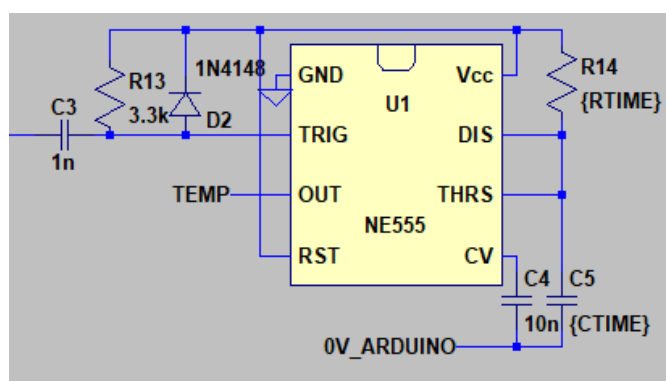 1N4148
R13
3.3k
C3
1n
D2
GND
Vcc
U1
TRIG
DIS
TEMP
OUT
THRS
NE555
RST
CV
R14
{RTIME}
C4
C5
10n
{CTIME}
0V_ARDUINO